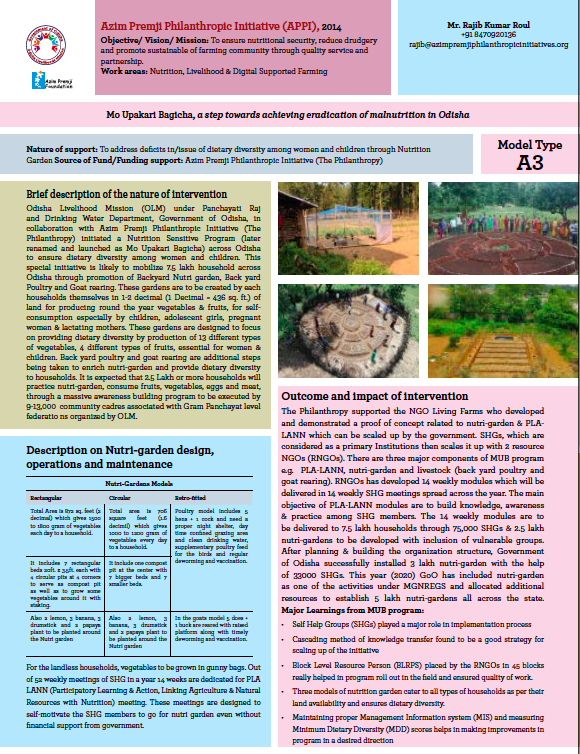 Azim Premji Philanthropic Initiative (APPI), 2014
Objective/ Vision/ Mission: To ensure nutritional security, reduce drudgery
and promote sustainable of farming community through quality service and
partnership.
Work areas: Nutrition, Livelihood & Digital Supported Farming
Azim Premji
Foundation
Mr. Rajib Kumar Roul
+91 8470920136
rajib@azimpremjiphilanthropicinitiatives.org
Mo Upakari Bagicha, a step towards achieving eradication of malnutrition in Odisha
Nature of support: To address deficits in/issue of dietary diversity among women and children through Nutrition
Garden Source of Fund/Funding support: Azim Premji Philanthropic Initiative (The Philanthropy)
Model Type
A3
Brief description of the nature of intervention
Odisha Livelihood Mission (OLM) under Panchayati Raj
and Drinking Water Department, Government of Odisha, in
collaboration with Azim Premji Philanthropic Initiative (The
Philanthropy) initiated a Nutrition Sensitive Program (later
renamed and launched as Mo Upakari Bagicha) across Odisha
to ensure dietary diversity among women and children. This
special initiative is likely to mobilize 7.5 lakh household across
Odisha through promotion of Backyard Nutri garden, Back yard
Poultry and Goat rearing. These gardens are to be created by each
households themselves in 1-2 decimal (1 Decimal = 436 sq. ft.) of
land for producing round the year vegetables & fruits, for self-
consumption especially by children, adolescent girls, pregnant
women & lactating mothers. These gardens are designed to focus
on providing dietary diversity by production of 13 different types
of vegetables, 4 different types of fruits, essential for women &
children. Back yard poultry and goat rearing are additional steps
being taken to enrich nutri-garden and provide dietary diversity
to households. It is expected that 2.5 Lakh or more households will
practice nutri-garden, consume fruits, vegetables, eggs and meat,
through a massive awareness building program to be executed by
9-13,000 community cadres associated with Gram Panchayat level
federatio ns organized by OLM.
Description on Nutri-garden design,
operations and maintenance
Nutri-Gardens Models
Rectangular
Circular
Retro-fitted
Total Area is 872 sq. feet (2
decimal) which gives 1500
to 1600 gram of vegetables
each day to a household.
Total area is 706
square feet (1.6
decimal) which gives
1000 to 1200 gram of
vegetables every day
to a household.
Poultry model includes 5
hens + 1 cock and need a
proper night shelter, day
time confined grazing area
and clean drinking water,
supplementary poultry feed
for the birds and regular
deworming and vaccination.
It includes 7 rectangular
beds 20ft. x 3.5ft. each with
4 circular pits at 4 corners
to serve as compost pit
as well as to grow some
vegetables around it with
staking.
It include one compost
pit at the center with
7 bigger beds and 7
smaller beds.
Also 2 lemon, 3 banana, 3
drumstick and 2 papaya
plant to be planted around
the Nutri garden
Also 2 lemon, 3
banana, 3 drumstick
and 2 papaya plant to
be planted around the
Nutri garden
In the goats model 5 does +
1 buck are reared with raised
platform along with timely
deworming and vaccination.
For the landless households, vegetables to be grown in gunny bags. Out
of 52 weekly meetings of SHG in a year 14 weeks are dedicated for PLA
LANN (Participatory Learning & Action, Linking Agriculture & Natural
Resources with Nutrition) meeting. These meetings are designed to
self-motivate the SHG members to go for nutri garden even without
financial support from government.
Outcome and impact of intervention
The Philanthropy supported the NGO Living Farms who developed
and demonstrated a proof of concept related to nutri-garden & PLA-
LANN which can be scaled up by the government. SHGs, which are
considered as a primary Institutions then scales it up with 2 resource
NGOs (RNGOs). There are three major components of MUB program
e.g. PLA-LANN, nutri-garden and livestock (back yard poultry and
goat rearing). RNGOs has developed 14 weekly modules which will be
delivered in 14 weekly SHG meetings spread across the year. The main
objective of PLA-LANN modules are to build knowledge, awareness
& practice among SHG members. The 14 weekly modules are to
be delivered to 7.5 lakh households through 75,000 SHGs & 2.5 lakh
nutri-gardens to be developed with inclusion of vulnerable groups.
After planning & building the organization structure, Government
of Odisha successfully installed 3 lakh nutri-garden with the help
of 33000 SHGs. This year (2020) GoO has included nutri-garden
as one of the activities under MGNREGS and allocated additional
resources to establish 5 lakh nutri-gardens all across the state.
Major Learnings from MUB program:
• Self Help Groups (SHGs) played a major role in implementation process
• Cascading method of knowledge transfer found to be a good strategy for
scaling up of the initiative
• Block Level Resource Person (BLRPS) placed by the RNGOs in 45 blocks
really helped in program roll out in the field and ensured quality of work.
• Three models of nutrition garden cater to all types of households as per their
land availability and ensures dietary diversity.
• Maintaining proper Management Information system (MIS) and measuring
Minimum Dietary Diversity (MDD) scores helps in making improvements in
program in a desired direction